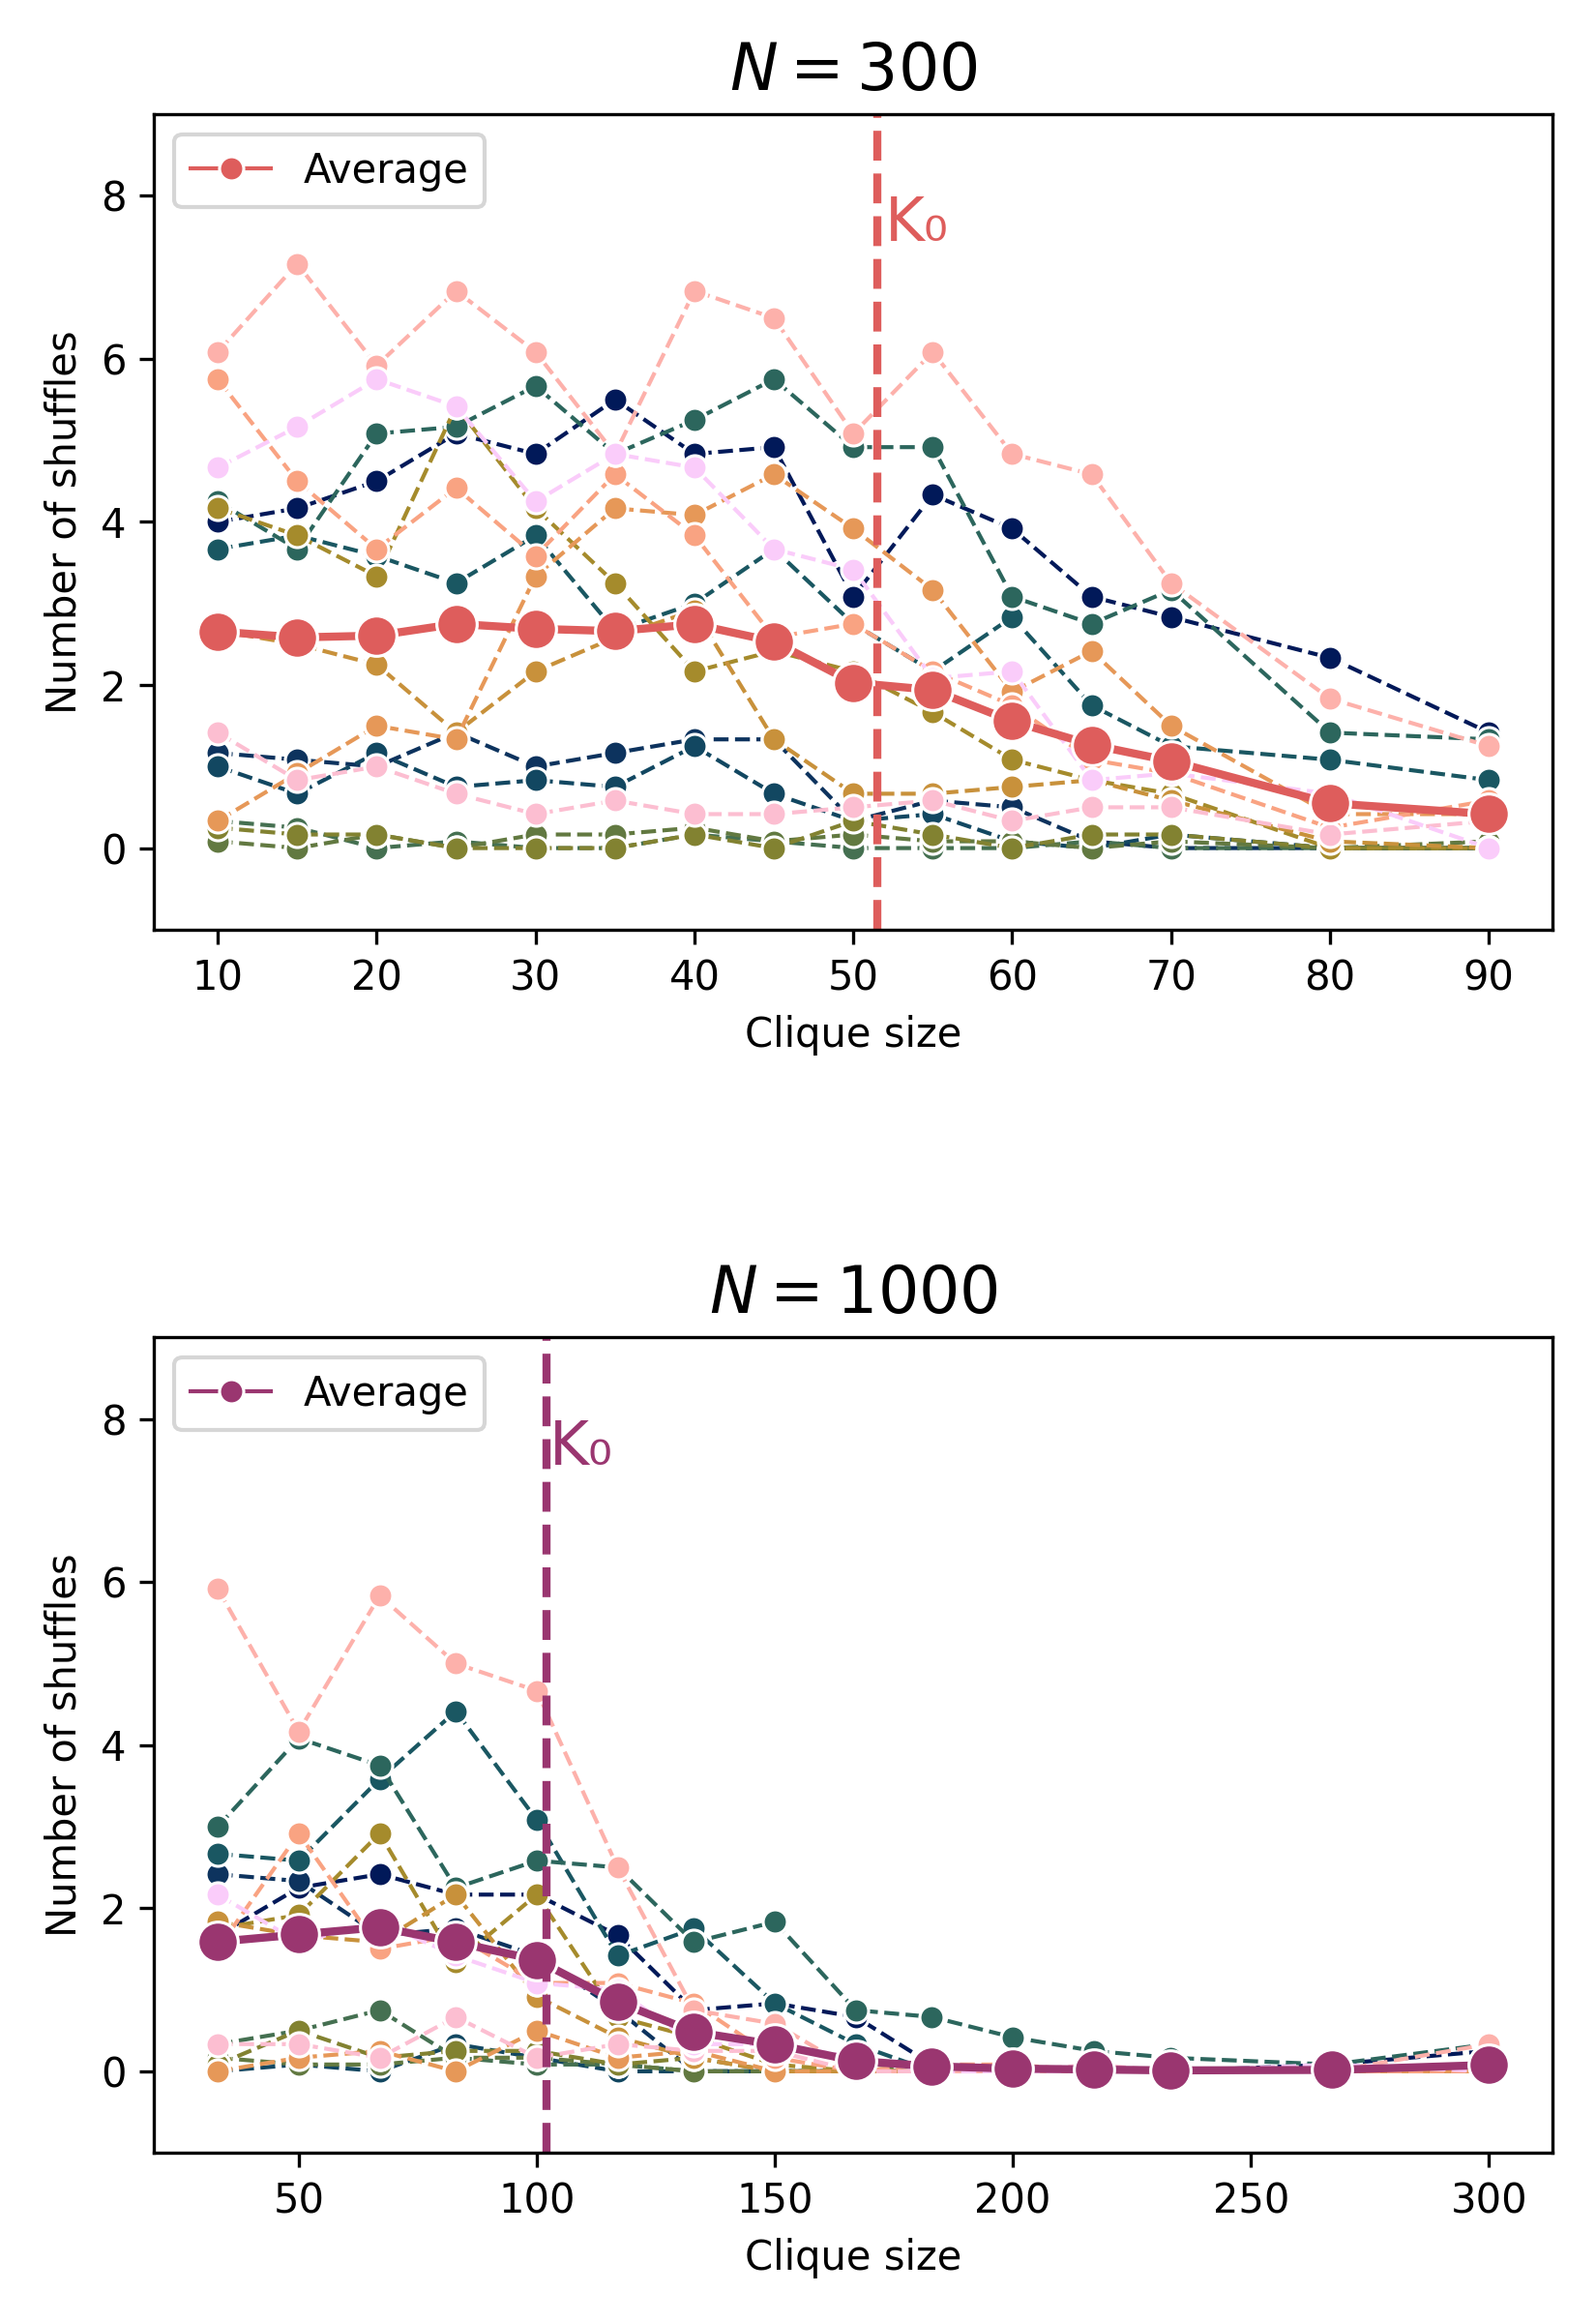 N = 300
Average
K₀
Number of shuffles
8
6
4
2
0
10 20 30 40 50 60 70 80 90
Clique size
N = 1000
Average
K₀
Number of shuffles
8
6
4
2
0
50 100 150 200 250 300
Clique size